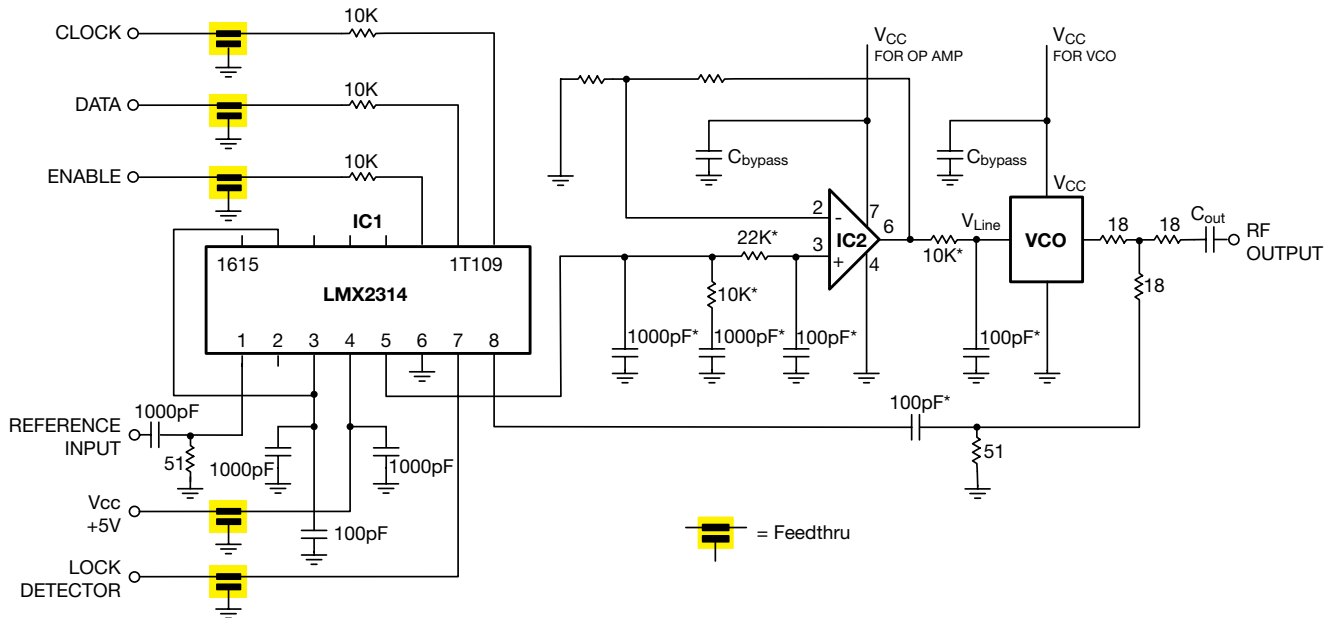 CLOCK
10K
DATA
10K
ENABLE
10K
IC1
1615
1T109
LMX2314
1 2 3 4 5 6 7 8
REFERENCE
INPUT
1000pF
51
1000pF
1000pF
Vcc
+5V
100pF
LOCK
DETECTOR
VCC
FOR OP AMP
Cbypass
2
-
7
IC2
6
3
+
4
22K*
10K*
1000pF*
1000pF*
100pF*
VCC
FOR VCO
Cbypass
VCC
VLine
10K*
VCO
100pF*
18
18
Cout
RF
OUTPUT
18
100pF*
51
= Feedthru